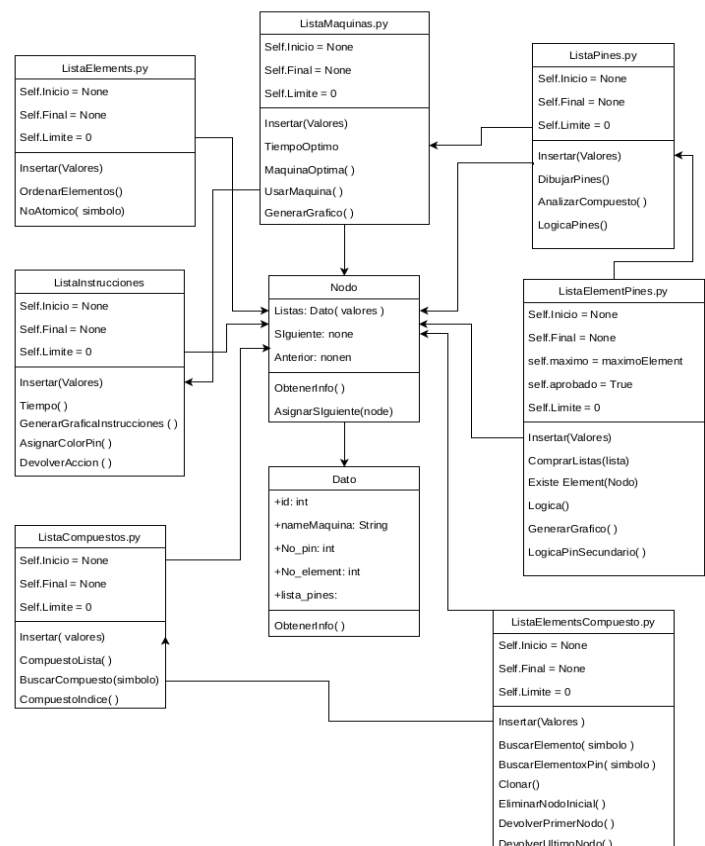 ListaMaquinas.py
Self.Inicio = None
Self.Final = None
Self.Limite = 0
Insertar(Valores)
TiempoOptimo
MaquinaOptima( )
UsarMaquina( )
GenerarGrafico( )
ListaElements.py
Self.Inicio = None
Self.Final = None
Self.Limite = 0
Insertar(Valores)
OrdenarElementos()
NoAtomico( simbolo)
ListaPines.py
Self.Inicio = None
Self.Final = None
Self.Limite = 0
Insertar(Valores)
DibujarPines()
AnalizarCompuesto( )
LogicaPines()
ListaInstrucciones
Self.Inicio = None
Self.Final = None
Self.Limite = 0
Insertar(Valores)
Tiempo( )
GenerarGraficaInstrucciones ( )
AsignarColorPin( )
DevolverAccion ( )
Nodo
Listas: Dato( valores )
SIguiente: none
Anterior: nonen
ObtenerInfo( )
AsignarSIguiente(node)
ListaElementPines.py
Self.Inicio = None
Self.Final = None
self.maximo = maximoElement
self.aprobado = True
Self.Limite = 0
Insertar(Valores)
ComprarListas(lista)
Existe Element(Nodo)
Logica()
GenerarGrafico( )
LogicaPinSecundario( )
Dato
+id: int
+nameMaquina: String
+No_pin: int
+No_element: int
+lista_pines:
ObtenerInfo( )
ListaCompuestos.py
Self.Inicio = None
Self.Final = None
Self.Limite = 0
Insertar( valores)
CompuestoLista( )
BuscarCompuesto(simbolo)
CompuestoIndice( )
ListaElementsCompuesto.py
Self.Inicio = None
Self.Final = None
Self.Limite = 0
Insertar(Valores )
BuscarElemento( simbolo )
BuscarElementoxPin( simbolo )
Clonar()
EliminarNodoInicial( )
DevolverPrimerNodo( )
DevolverUltimoNodo( )